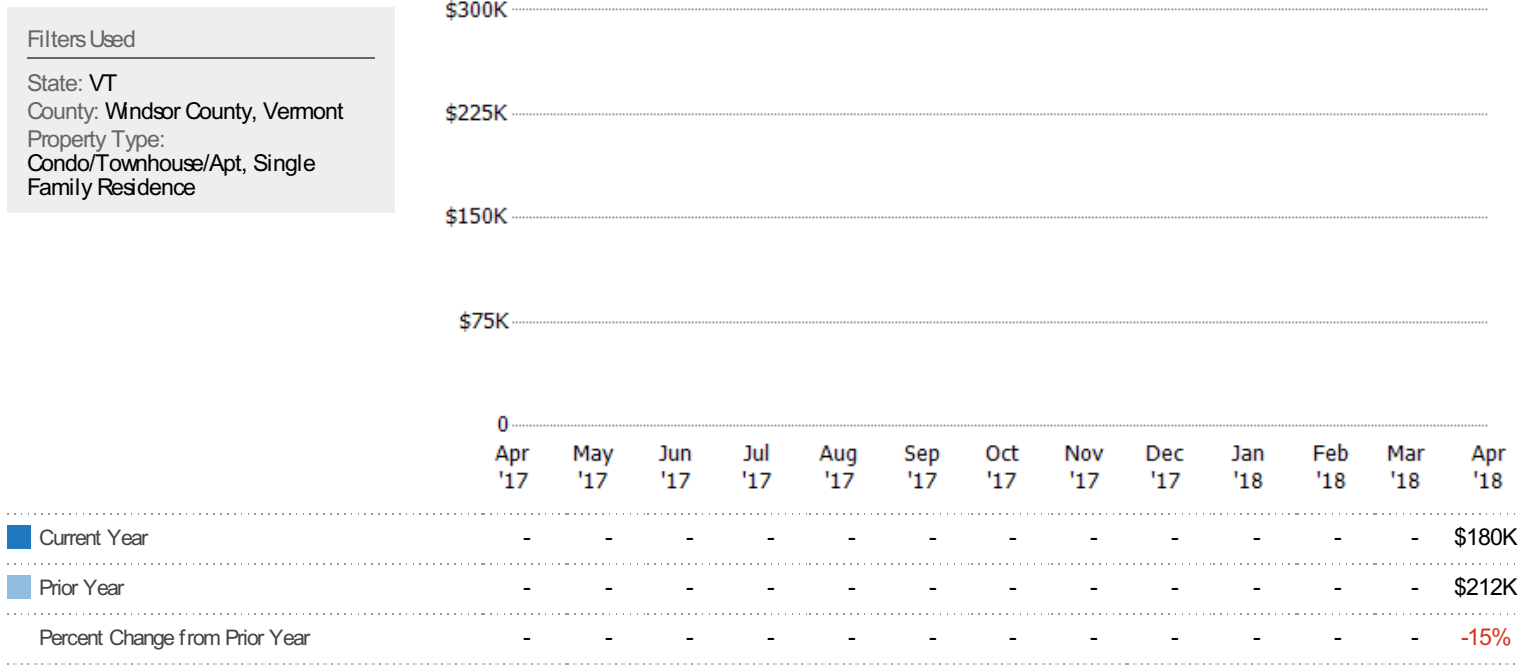 Filters Used
State: VT
County: Windsor County, Vermont
Property Type:
Condo/Townhouse/Apt, Single
Family Residence
$300K
$225K
$150K
$75K
0
Apr May Jun Jul Aug Sep Oct Nov Dec Jan Feb Mar Apr
'17 '17 '17 '17 '17 '17 '17 '17 '17 '18 '18 '18 '18
Current Year - - - - - - - - - - - - $180K
Prior Year - - - - - - - - - - - - $212K
Percent Change from Prior Year - - - - - - - - - - - - -15%